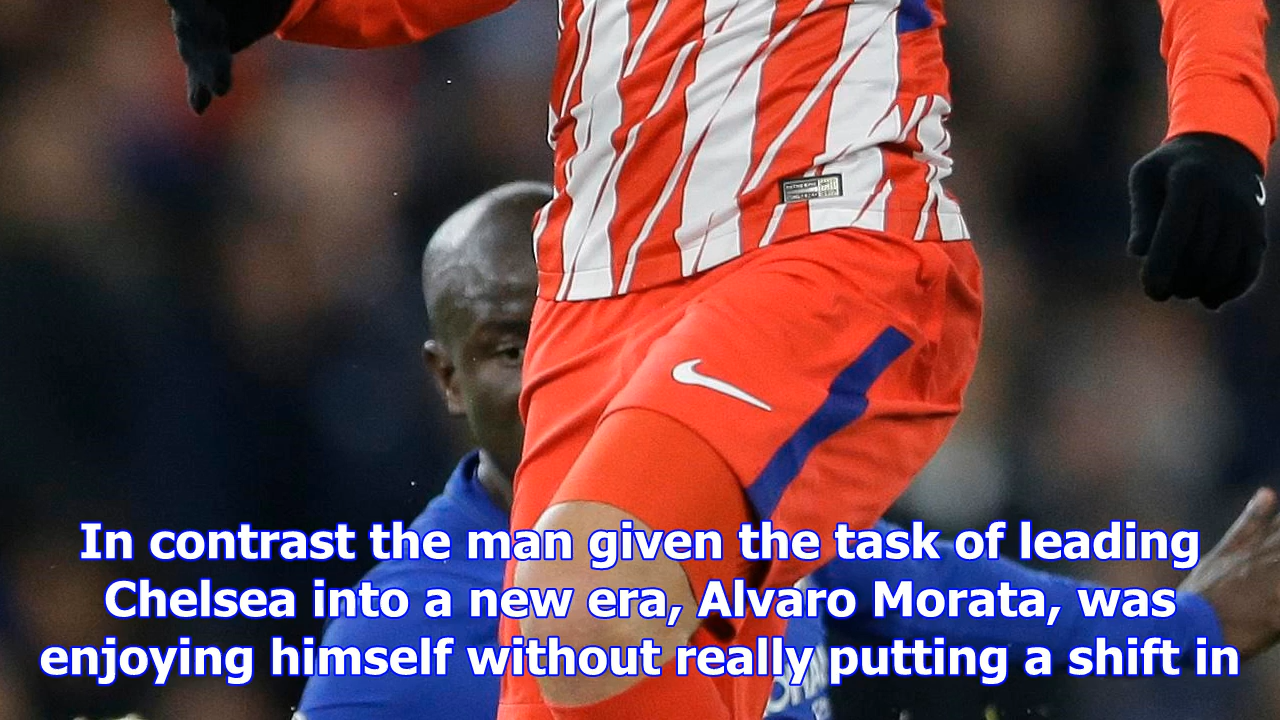 In contrast the man given the task of leading
Chelsea into a new era, Alvaro Morata, was
enjoying himself without really putting a shift in